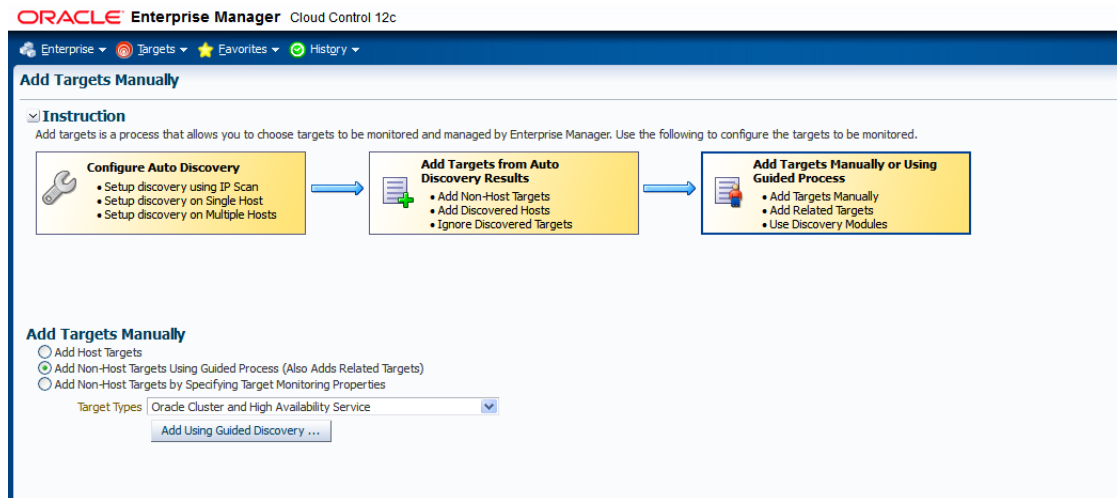 ORACLE Enterprise Manager Cloud Control 12c
Enterprise Targets Favorites History
Add Targets Manually
Instruction
Add targets is a process that allows you to choose targets to be monitored and managed by Enterprise Manager. Use the following to configure the targets to be monitored.
Configure Auto Discovery
• Setup discovery using IP Scan
• Setup discovery on Single Host
• Setup discovery on Multiple Hosts
Add Targets from Auto
Discovery Results
• Add Non-Host Targets
• Add Discovered Hosts
• Ignore Discovered Targets
Add Targets Manually or Using
Guided Process
• Add Targets Manually
• Add Related Targets
• Use Discovery Modules
Add Targets Manually
Add Host Targets
Add Non-Host Targets Using Guided Process (Also Adds Related Targets)
Add Non-Host Targets by Specifying Target Monitoring Properties
Target Types Oracle Cluster and High Availability Service
Add Using Guided Discovery ...